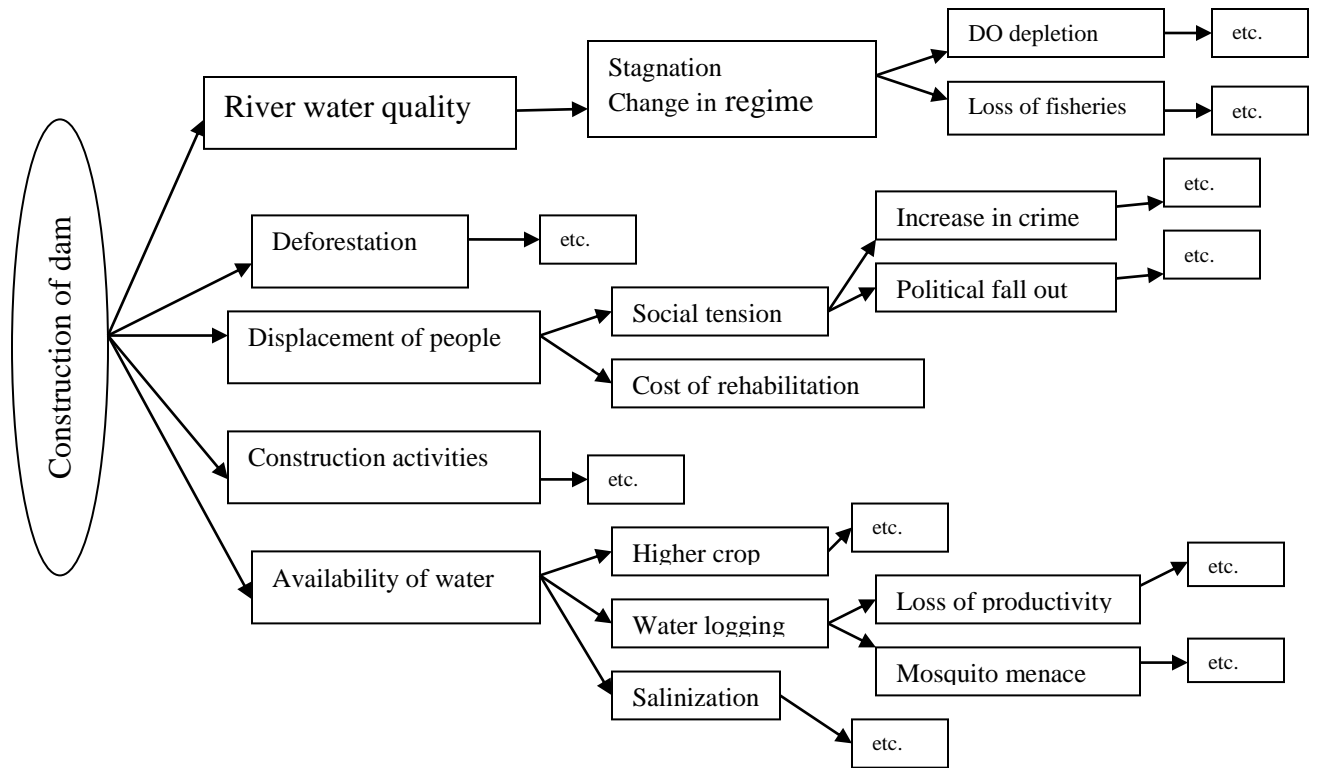 Construction of dam
River water quality
Stagnation
Change in regime
DO depletion
etc.
Loss of fisheries
etc.
Deforestation
etc.
Displacement of people
Social tension
Increase in crime
etc.
Political fall out
etc.
Cost of rehabilitation
Construction activities
etc.
Availability of water
Higher crop
etc.
Water logging
Loss of productivity
etc.
Mosquito menace
etc.
Salinization
etc.